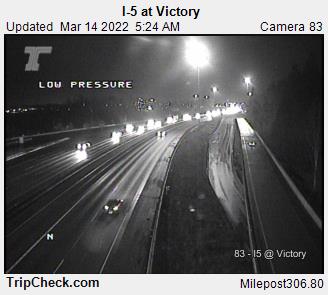 I-5 at Victory
Updated Mar 14 2022 5:24 AM Camera 83
T
LOW PRESSURE
N
83 - I5 @ Victory
TripCheck.com Milepost306.80